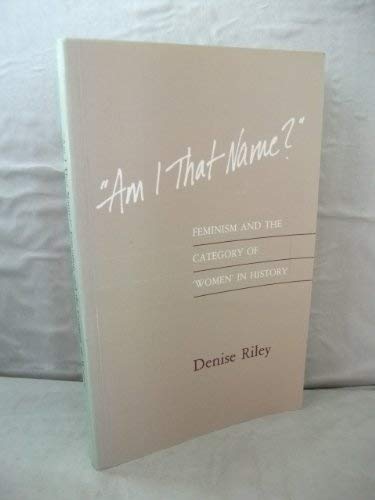 "Am I That Name?"
FEMINISM AND THE
CATEGORY OF
'WOMEN' IN HISTORY
Denise Riley